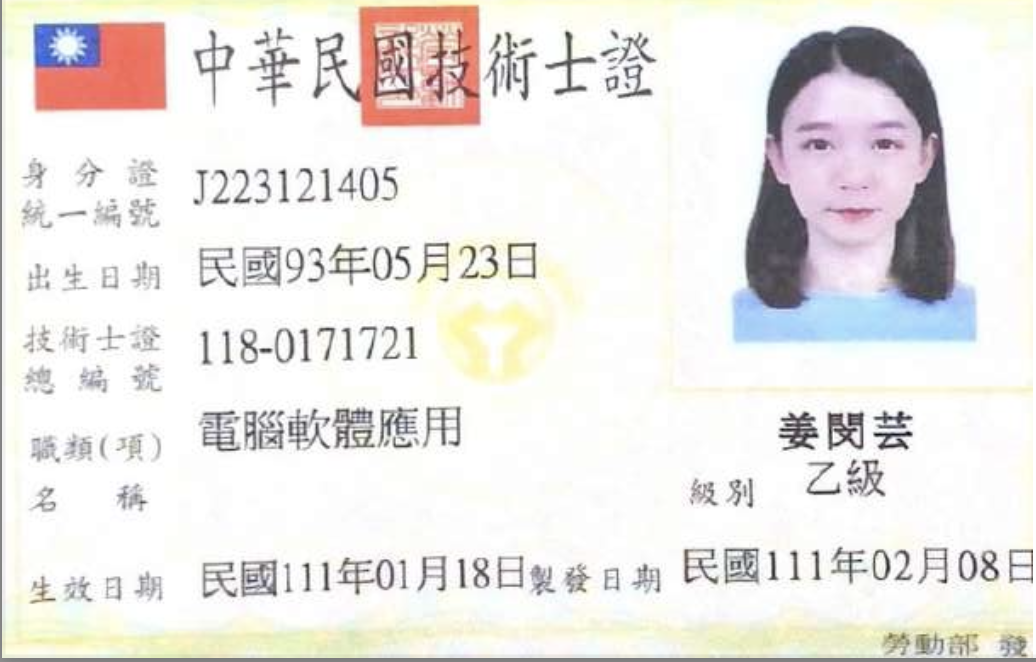 中華民國技術士證
身分證統一編號 J223121405
出生日期 民國93年05月23日
技術士證總編號 118-0171721
職類(項)名稱 電腦軟體應用
姜閔芸
級別 乙級
生效日期 民國111年01月18日 製發日期 民國111年02月08日
勞動部 發